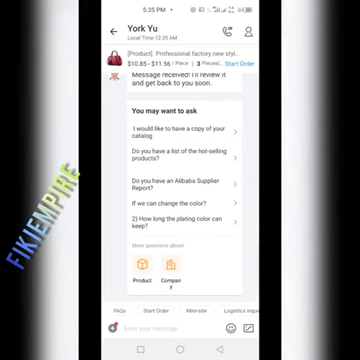 5:35 PM
York Yu
Local Time 12:35 AM
[Product] Professional factory new styl..
$10.85 - $11.56 / Piece | 3 Pieces(... Start Order
Message received! I'll review it
and get back to you soon.
You may want to ask
I would like to have a copy of your
catalog
Do you have a list of the hot-selling
products?
Do you have an Alibaba Supplier
Report?
If we can change the color?
2) How long the plating color can
keep?
More questions about:
Product
Compan
y
FAQs Start Order Mini-site Logistics inqui
Enter your message...
FIKIEMPIRE